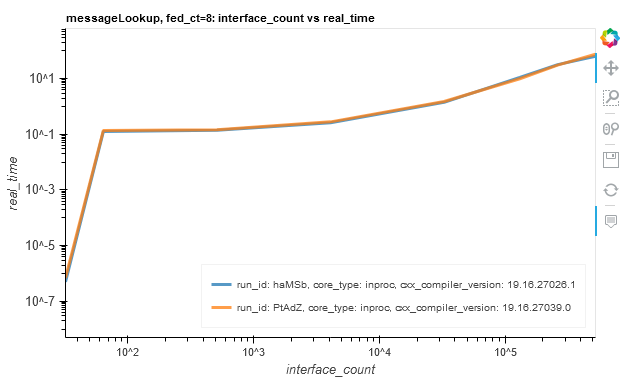 messageLookup, fed_ct=8: interface_count vs real_time
10^1
10^-1
10^-3
10^-5
10^-7
real_time
run_id: haMSb, core_type: inproc, cxx_compiler_version: 19.16.27026.1
run_id: PtAdZ, core_type: inproc, cxx_compiler_version: 19.16.27039.0
10^2
10^3
10^4
10^5
interface_count